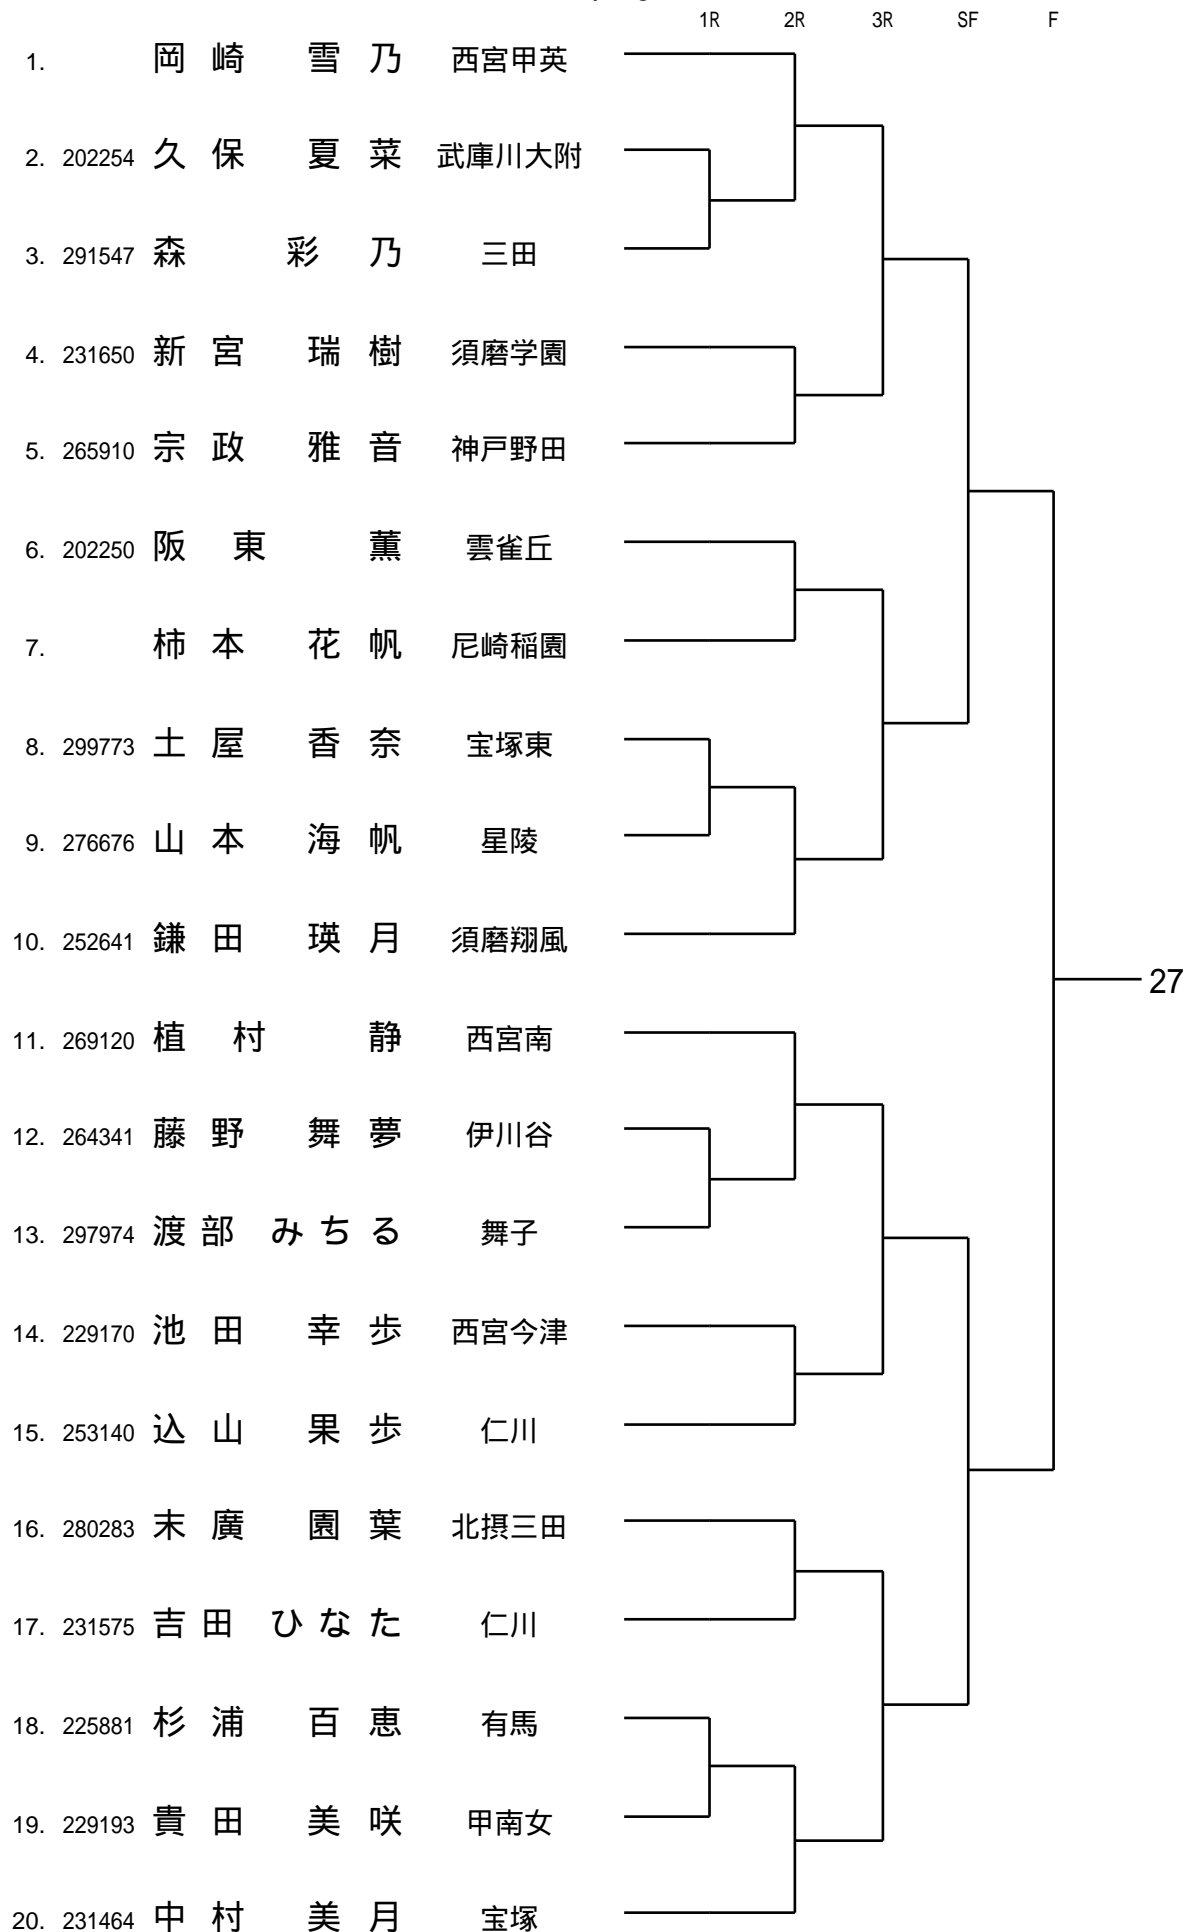 1R 2R 3R SF F
1. 岡崎 雪乃 西宮甲英
2. 202254 久保 夏菜 武庫川大附
3. 291547 森 彩乃 三田
4. 231650 新宮 瑞樹 須磨学園
5. 265910 宗政 雅音 神戸野田
6. 202250 阪東 薫 雲雀丘
7. 柿本 花帆 尼崎稲園
8. 299773 土屋 香奈 宝塚東
9. 276676 山本 海帆 星陵
10. 252641 鎌田 瑛月 須磨翔風
27
11. 269120 植村 静 西宮南
12. 264341 藤野 舞夢 伊川谷
13. 297974 渡部 みちる 舞子
14. 229170 池田 幸歩 西宮今津
15. 253140 込山 果歩 仁川
16. 280283 末廣 園葉 北摂三田
17. 231575 吉田 ひなた 仁川
18. 225881 杉浦 百恵 有馬
19. 229193 貴田 美咲 甲南女
20. 231464 中村 美月 宝塚